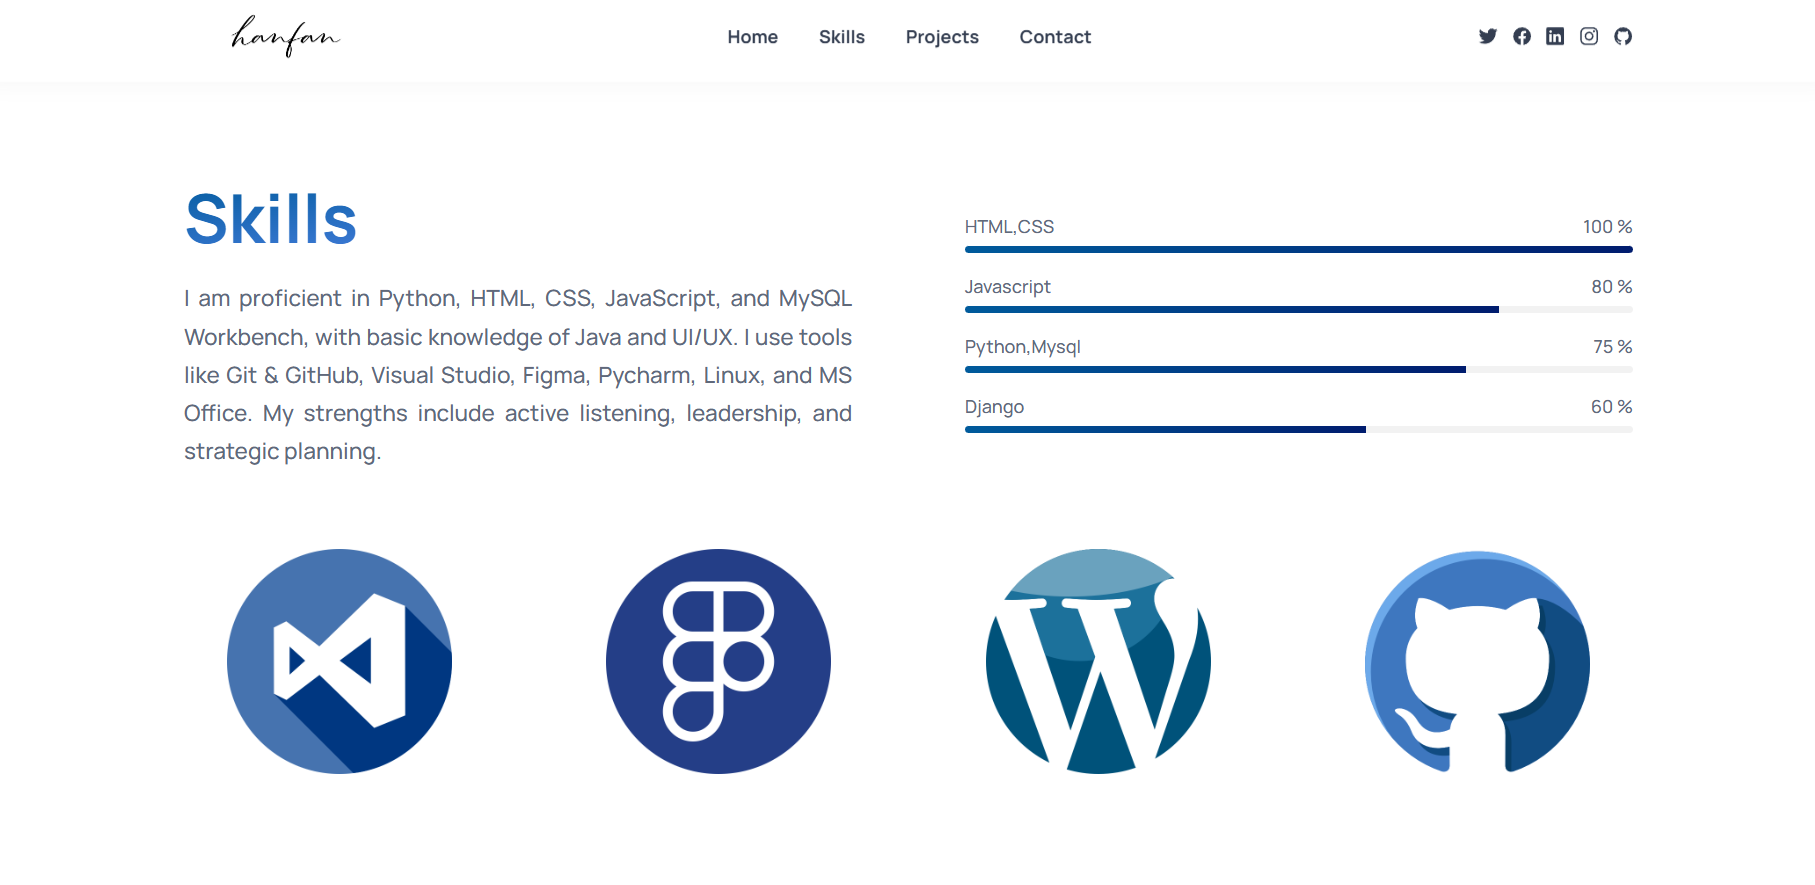 hanfan
Home
Skills
Projects
Contact
Skills
I am proficient in Python, HTML, CSS, JavaScript, and MySQL
Workbench, with basic knowledge of Java and UI/UX. I use tools
like Git & GitHub, Visual Studio, Figma, Pycharm, Linux, and MS
Office. My strengths include active listening, leadership, and
strategic planning.
HTML,CSS 100 %
Javascript 80 %
Python,Mysql 75 %
Django 60 %